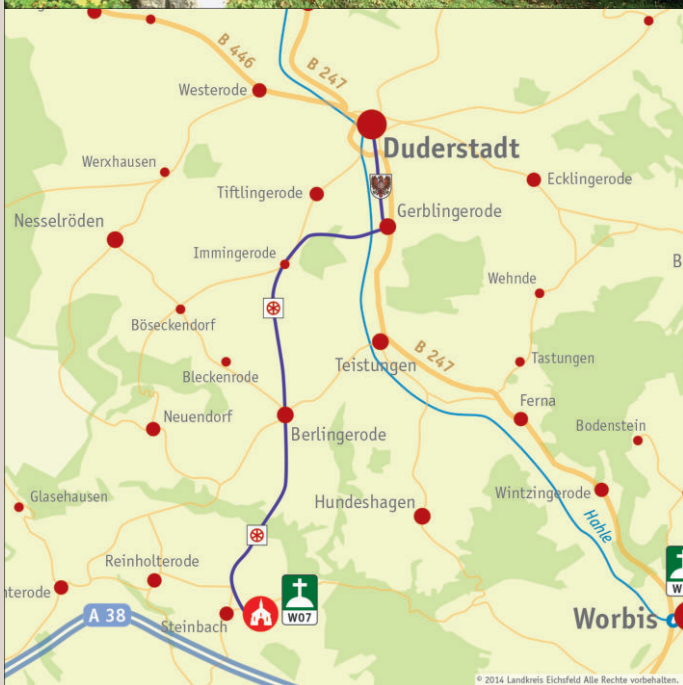 B 446
B 247
Westerode
Duderstadt
Werxhausen
Ecklingerode
Tiftlingerode
Nesselröden
Gerblingerode
Immingerode
B
Wehnde
Böseckendorf
Teistungen
B 247
Tastungen
Bleckenrode
Ferna
Neuendorf
Berlingerode
Bodenstein
Glasehausen
Hundeshagen
Wintzingerode
Hahle
Reinholterode
nterode
A 38
Steinbach
W07
W
Worbis
© 2014 Landkreis Eichsfeld Alle Rechte vorbehalten.